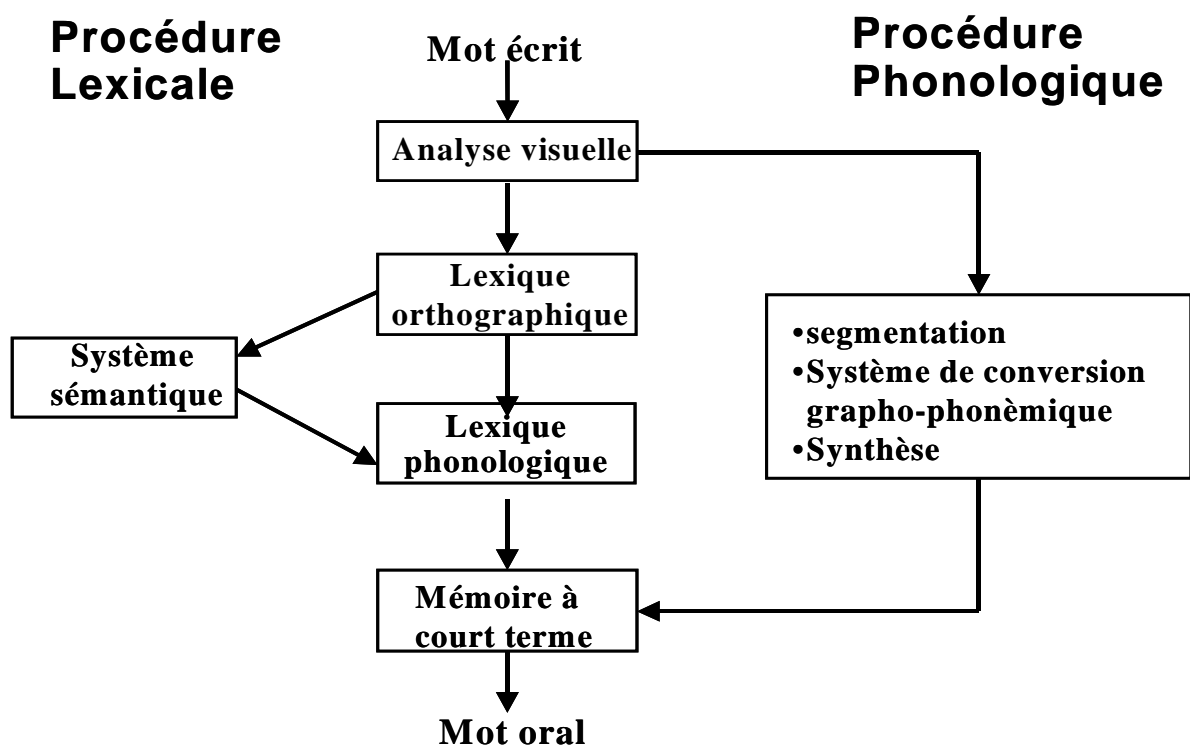 Procédure
Lexicale
Mot écrit
Procédure
Phonologique
Analyse visuelle
Lexique
orthographique
Système
sémantique
•segmentation
•Système de conversion
grapho-phonèmique
•Synthèse
Lexique
phonologique
Mémoire à
court terme
Mot oral